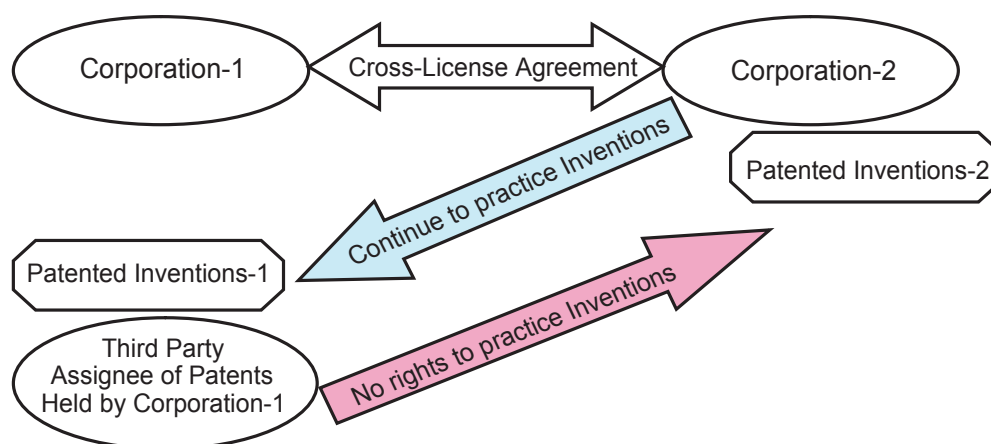 Corporation-1
Cross-License Agreement
Corporation-2
Patented Inventions-2
Continue to practice Inventions
Patented Inventions-1
No rights to practice Inventions
Third Party
Assignee of Patents
Held by Corporation-1